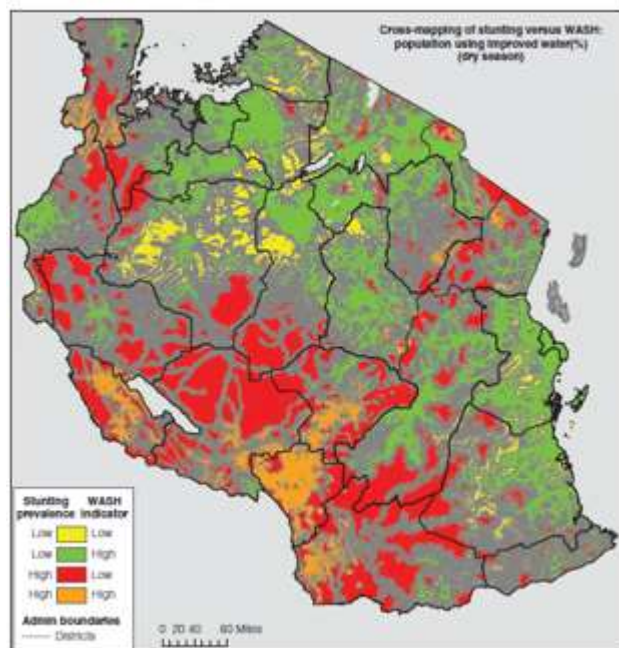 Cross-mapping of stunting versus WASH:
population using improved water(%)
(dry season)
Stunting WASH
prevalence indicator
Low Low
Low High
High Low
High High
Admin boundaries
Districts
0 20 40 60 Miles